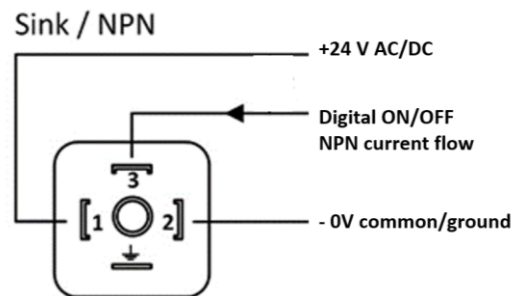 Sink / NPN
+24 V AC/DC
Digital ON/OFF
NPN current flow
3
1
2
- 0V common/ground